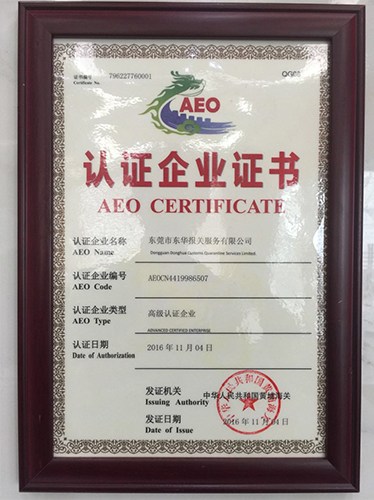 证书编号 796227760001
Certificate No.
AEO
认证企业证书
AEO CERTIFICATE
认证企业名称 东莞市东华报关服务有限公司
AEO Name Dongguan Donghua Customs Quarantine Services Limited.
认证企业编号
AEO Code AEOCN4419986507
认证企业类型 高级认证企业
AEO Type ADVANCED CERTIFIED ENTERPRISE
认证日期 2016 年 11 月 04 日
Date of Authorization
发证机关 中华人民共和国黄埔海关
Issuing Authority
发证日期 2016 年 11 月 04 日
Date of Issue